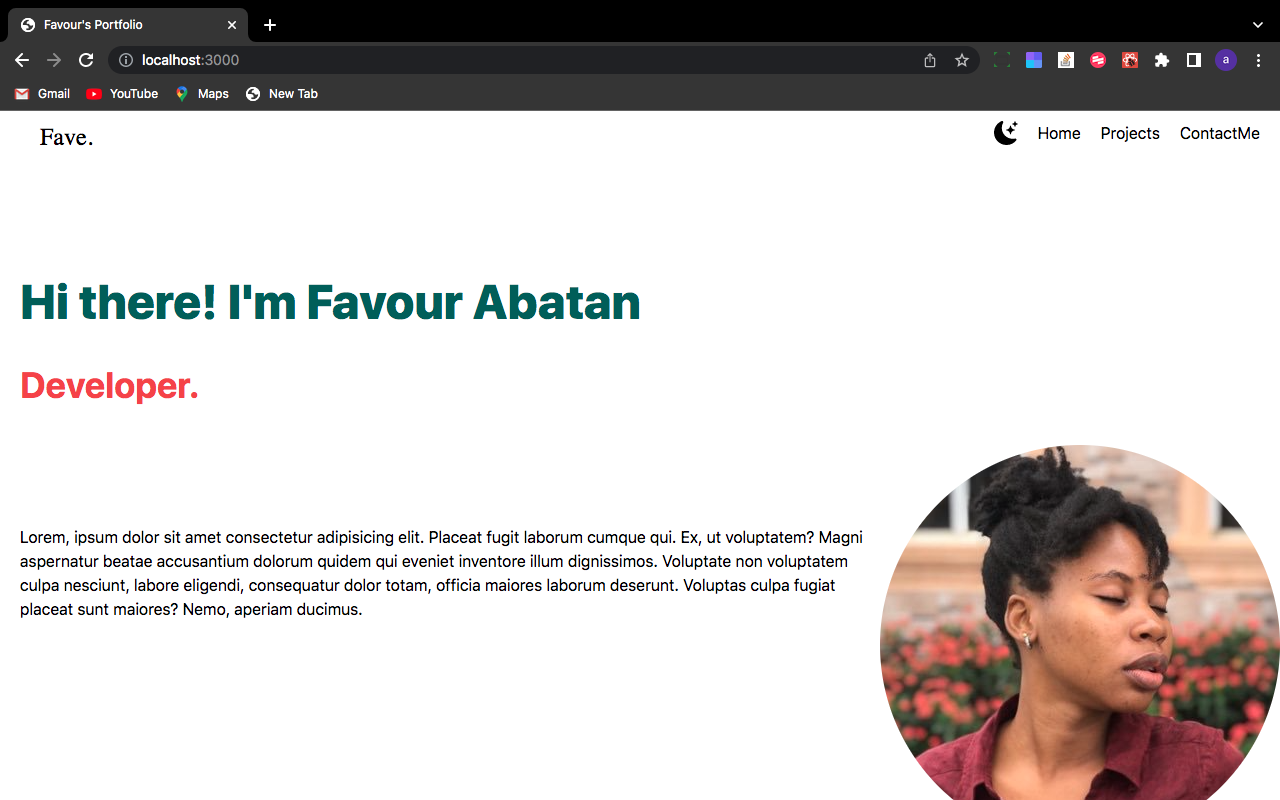 Favour's Portfolio
localhost:3000
a
Gmail
YouTube
Maps
New Tab
Fave.
Home
Projects
ContactMe
Hi there! I'm Favour Abatan
Developer.
Lorem, ipsum dolor sit amet consectetur adipisicing elit. Placeat fugit laborum cumque qui. Ex, ut voluptatem? Magni
aspernatur beatae accusantium dolorum quidem qui eveniet inventore illum dignissimos. Voluptate non voluptatem
culpa nesciunt, labore eligendi, consequatur dolor totam, officia maiores laborum deserunt. Voluptas culpa fugiat
placeat sunt maiores? Nemo, aperiam ducimus.